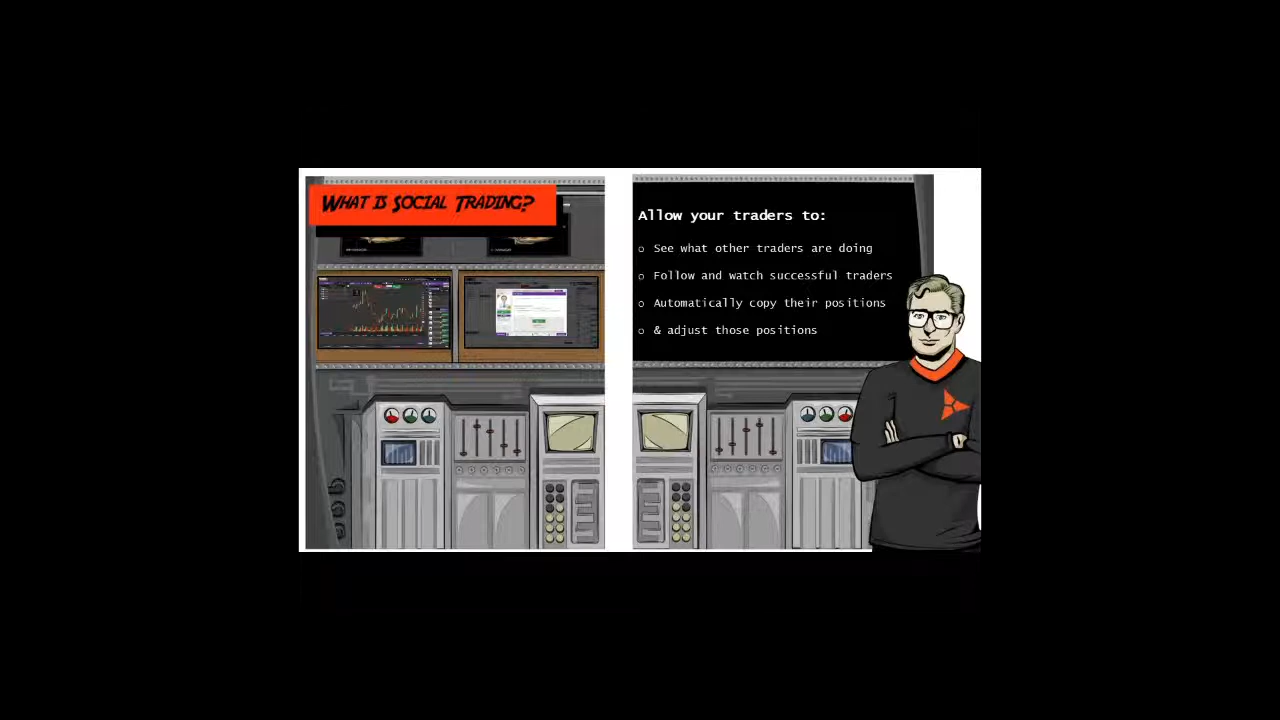 What is Social Trading?
Allow your traders to:
o See what other traders are doing
o Follow and watch successful traders
o Automatically copy their positions
o & adjust those positions